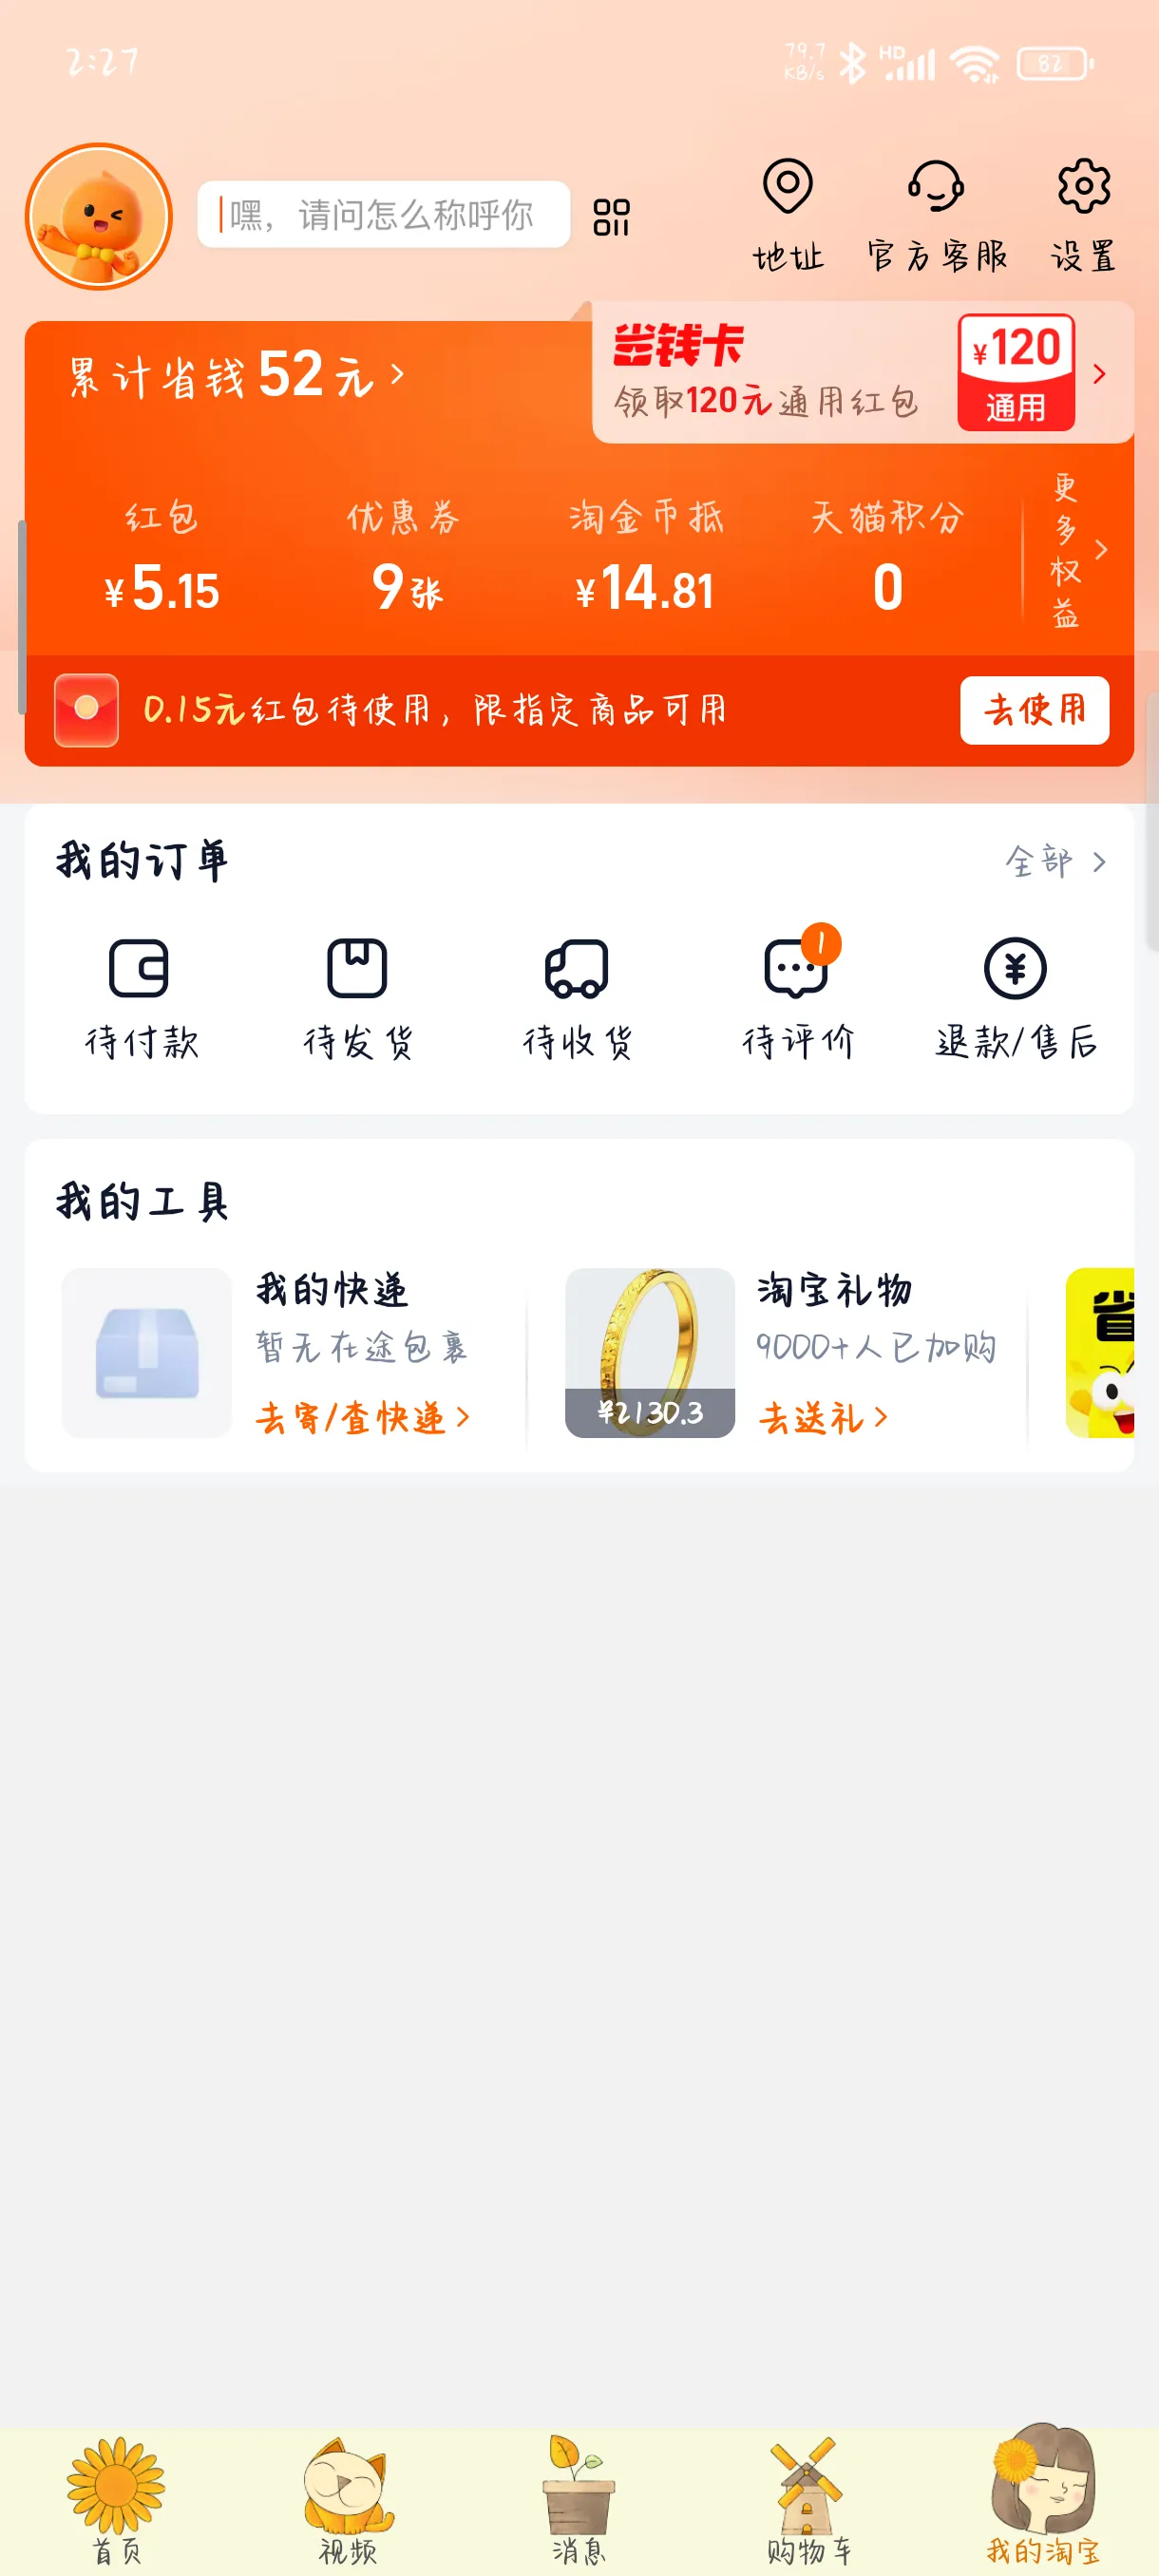 2:27
79.7
KB/s
HD
82
嘿，请问怎么称呼你
地址
官方客服
设置
累计省钱52元
省钱卡
领取120元通用红包
¥120
通用
红包
优惠券
淘金币抵
天猫积分
更多权益
¥5.15
9张
¥14.81
0
0.15元红包待使用，限指定商品可用
去使用
我的订单
全部
1
待付款
待发货
待收货
待评价
退款/售后
我的工具
我的快递
暂无在途包裹
去寄/查快递
¥2130.3
淘宝礼物
9000+人已加购
去送礼
省
首页
视频
消息
购物车
我的淘宝